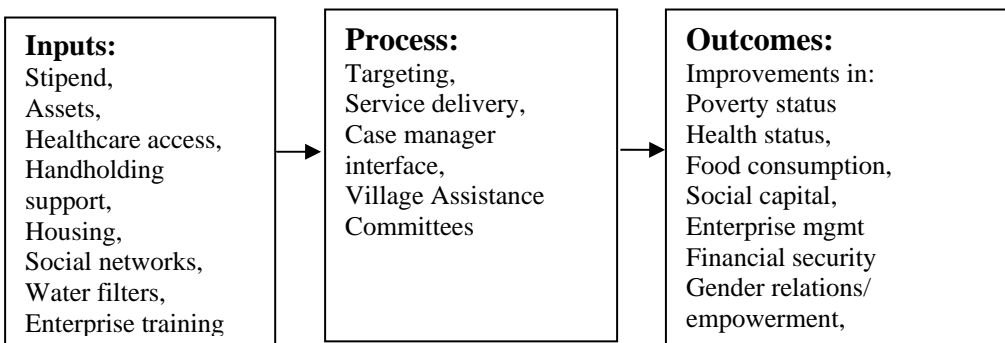 Inputs:
Stipend,
Assets,
Healthcare access,
Handholding
support,
Housing,
Social networks,
Water filters,
Enterprise training
Process:
Targeting,
Service delivery,
Case manager
interface,
Village Assistance
Committees
Outcomes:
Improvements in:
Poverty status
Health status,
Food consumption,
Social capital,
Enterprise mgmt
Financial security
Gender relations/
empowerment,